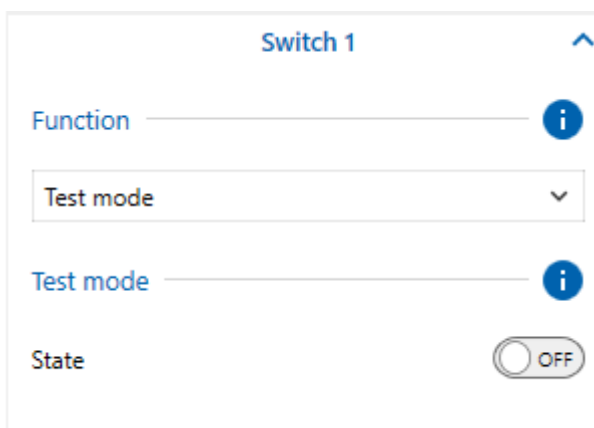 Switch 1
Function
i
Test mode
Test mode
i
State
OFF